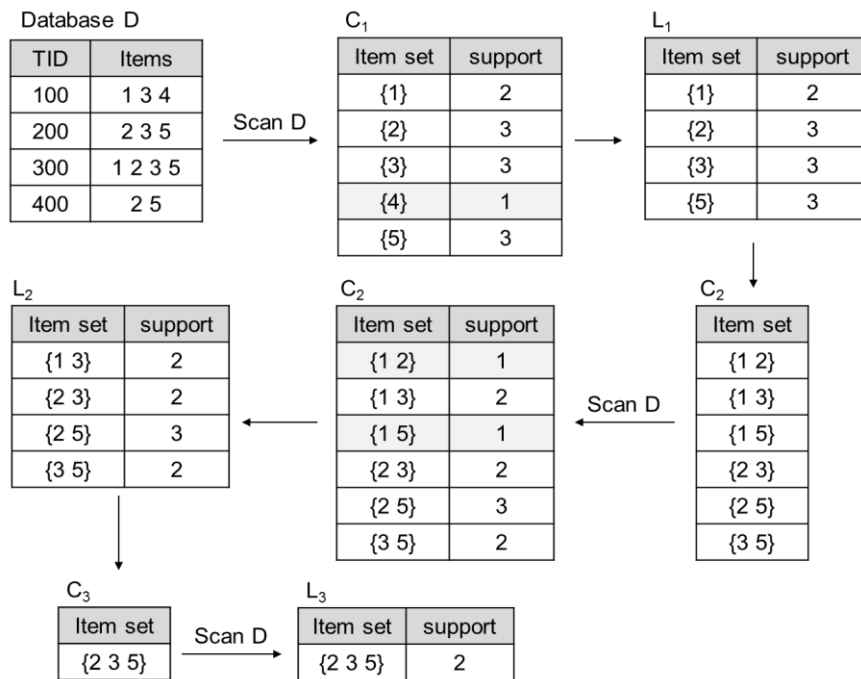 Database D
TID Items
100 1 3 4
200 2 3 5
300 1 2 3 5
400 2 5
Scan D
C₁
Item set support
{1} 2
{2} 3
{3} 3
{4} 1
{5} 3
L₁
Item set support
{1} 2
{2} 3
{3} 3
{5} 3
L₂
Item set support
{1 3} 2
{2 3} 2
{2 5} 3
{3 5} 2
C₂
Item set support
{1 2} 1
{1 3} 2
{1 5} 1
{2 3} 2
{2 5} 3
{3 5} 2
Scan D
C₂
Item set
{1 2}
{1 3}
{1 5}
{2 3}
{2 5}
{3 5}
C₃
Item set
{2 3 5}
Scan D
L₃
Item set support
{2 3 5} 2